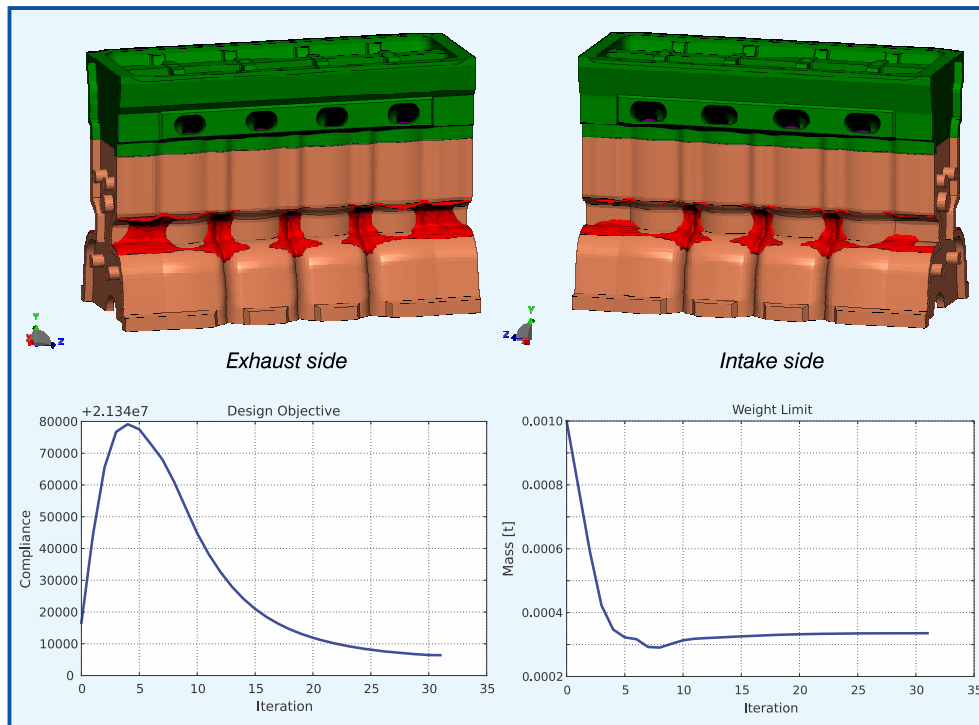 Y
X
Z
Y
Z
Exhaust side
Intake side
+2.134e7
Design Objective
80000
70000
60000
50000
40000
30000
20000
10000
0
Compliance
0 5 10 15 20 25 30 35
Iteration
Weight Limit
0.0010
0.0008
0.0006
0.0004
0.0002
Mass [t]
0 5 10 15 20 25 30 35
Iteration